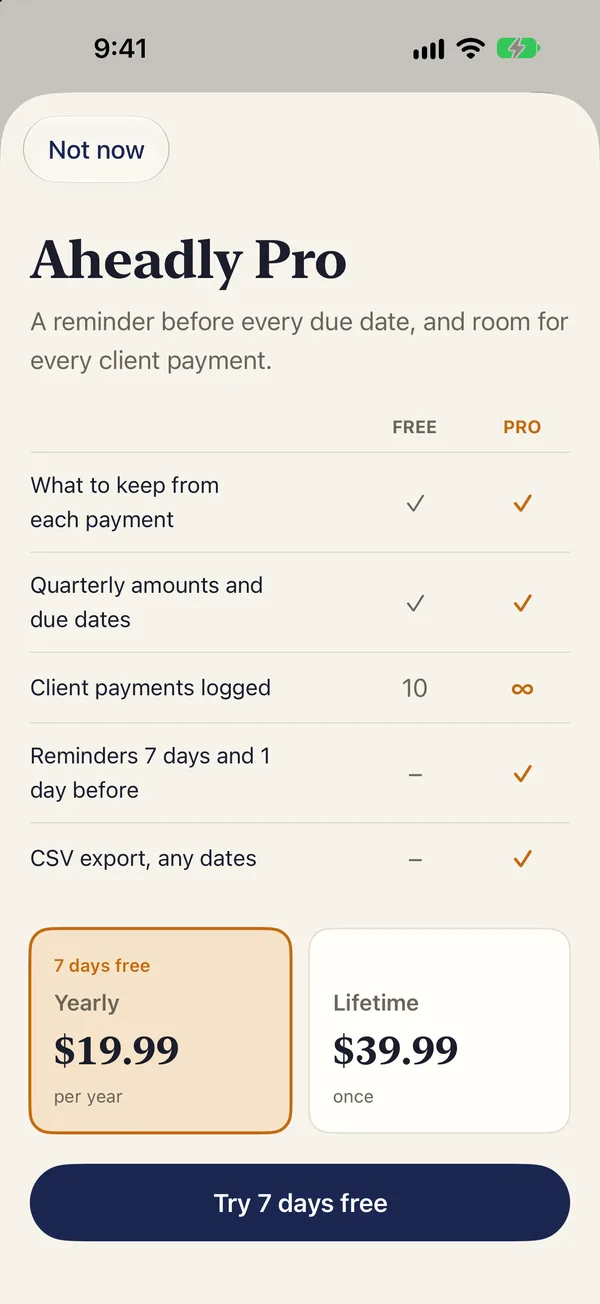 9:41
Not now
Aheadly Pro
A reminder before every due date, and room for
every client payment.
FREE PRO
What to keep from
each payment
✓ ✓
Quarterly amounts and
due dates
✓ ✓
Client payments logged 10 ∞
Reminders 7 days and 1
day before
– ✓
CSV export, any dates – ✓
7 days free
Yearly
$19.99
per year
Lifetime
$39.99
once
Try 7 days free